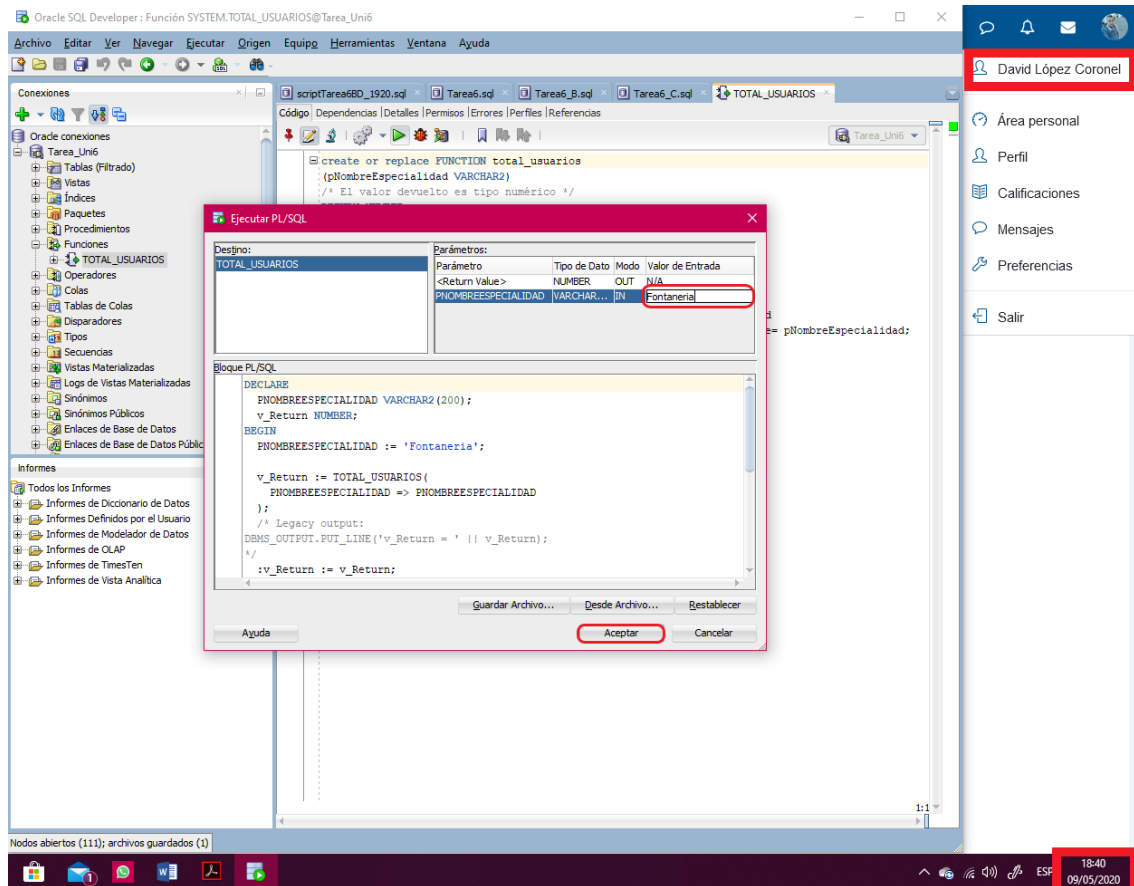 Oracle SQL Developer : Función SYSTEM.TOTAL_USUARIOS@Tarea_Uni6
Archivo Editar Ver Navegar Ejecutar Origen Equipo Herramientas Ventana Ayuda
Conexiones
Oracle conexiones
Tarea_Uni6
Tablas (Filtrado)
Vistas
Índices
Paquetes
Procedimientos
Funciones
TOTAL_USUARIOS
Operadores
Colas
Tablas de Colas
Disparadores
Tipos
Secuencias
Vistas Materializadas
Logs de Vistas Materializadas
Sinónimos
Sinónimos Públicos
Enlaces de Base de Datos
Enlaces de Base de Datos Públic
Informes
Todos los Informes
Informes de Diccionario de Datos
Informes Definidos por el Usuario
Informes de Modelador de Datos
Informes de OLAP
Informes de TimesTen
Informes de Vista Analítica
Nodos abiertos (111); archivos guardados (1)
scriptTarea6BD_1920.sql Tarea6.sql Tarea6_B.sql Tarea6_C.sql TOTAL_USUARIOS
Código Dependencias Detalles Permisos Errores Perfiles Referencias
Tarea_Uni6
create or replace FUNCTION total_usuarios
(pNombreEspecialidad VARCHAR2)
/* El valor devuelto es tipo numérico */
= pNombreEspecialidad;
1:1
Ejecutar PL/SQL
Destino:
TOTAL_USUARIOS
Parámetros:
Parámetro Tipo de Dato Modo Valor de Entrada
<Return Value> NUMBER OUT N/A
PNOMBREESPECIALIDAD VARCHAR... IN Fontaneria
Bloque PL/SQL
DECLARE
PNOMBREESPECIALIDAD VARCHAR2(200);
v_Return NUMBER;
BEGIN
PNOMBREESPECIALIDAD := 'Fontaneria';
v_Return := TOTAL_USUARIOS(
PNOMBREESPECIALIDAD => PNOMBREESPECIALIDAD
);
/* Legacy output:
DBMS_OUTPUT.PUT_LINE('v_Return = ' || v_Return);
*/
:v_Return := v_Return;
Guardar Archivo... Desde Archivo... Restablecer
Ayuda Aceptar Cancelar
David López Coronel
Área personal
Perfil
Calificaciones
Mensajes
Preferencias
Salir
1
ESP
18:40
09/05/2020